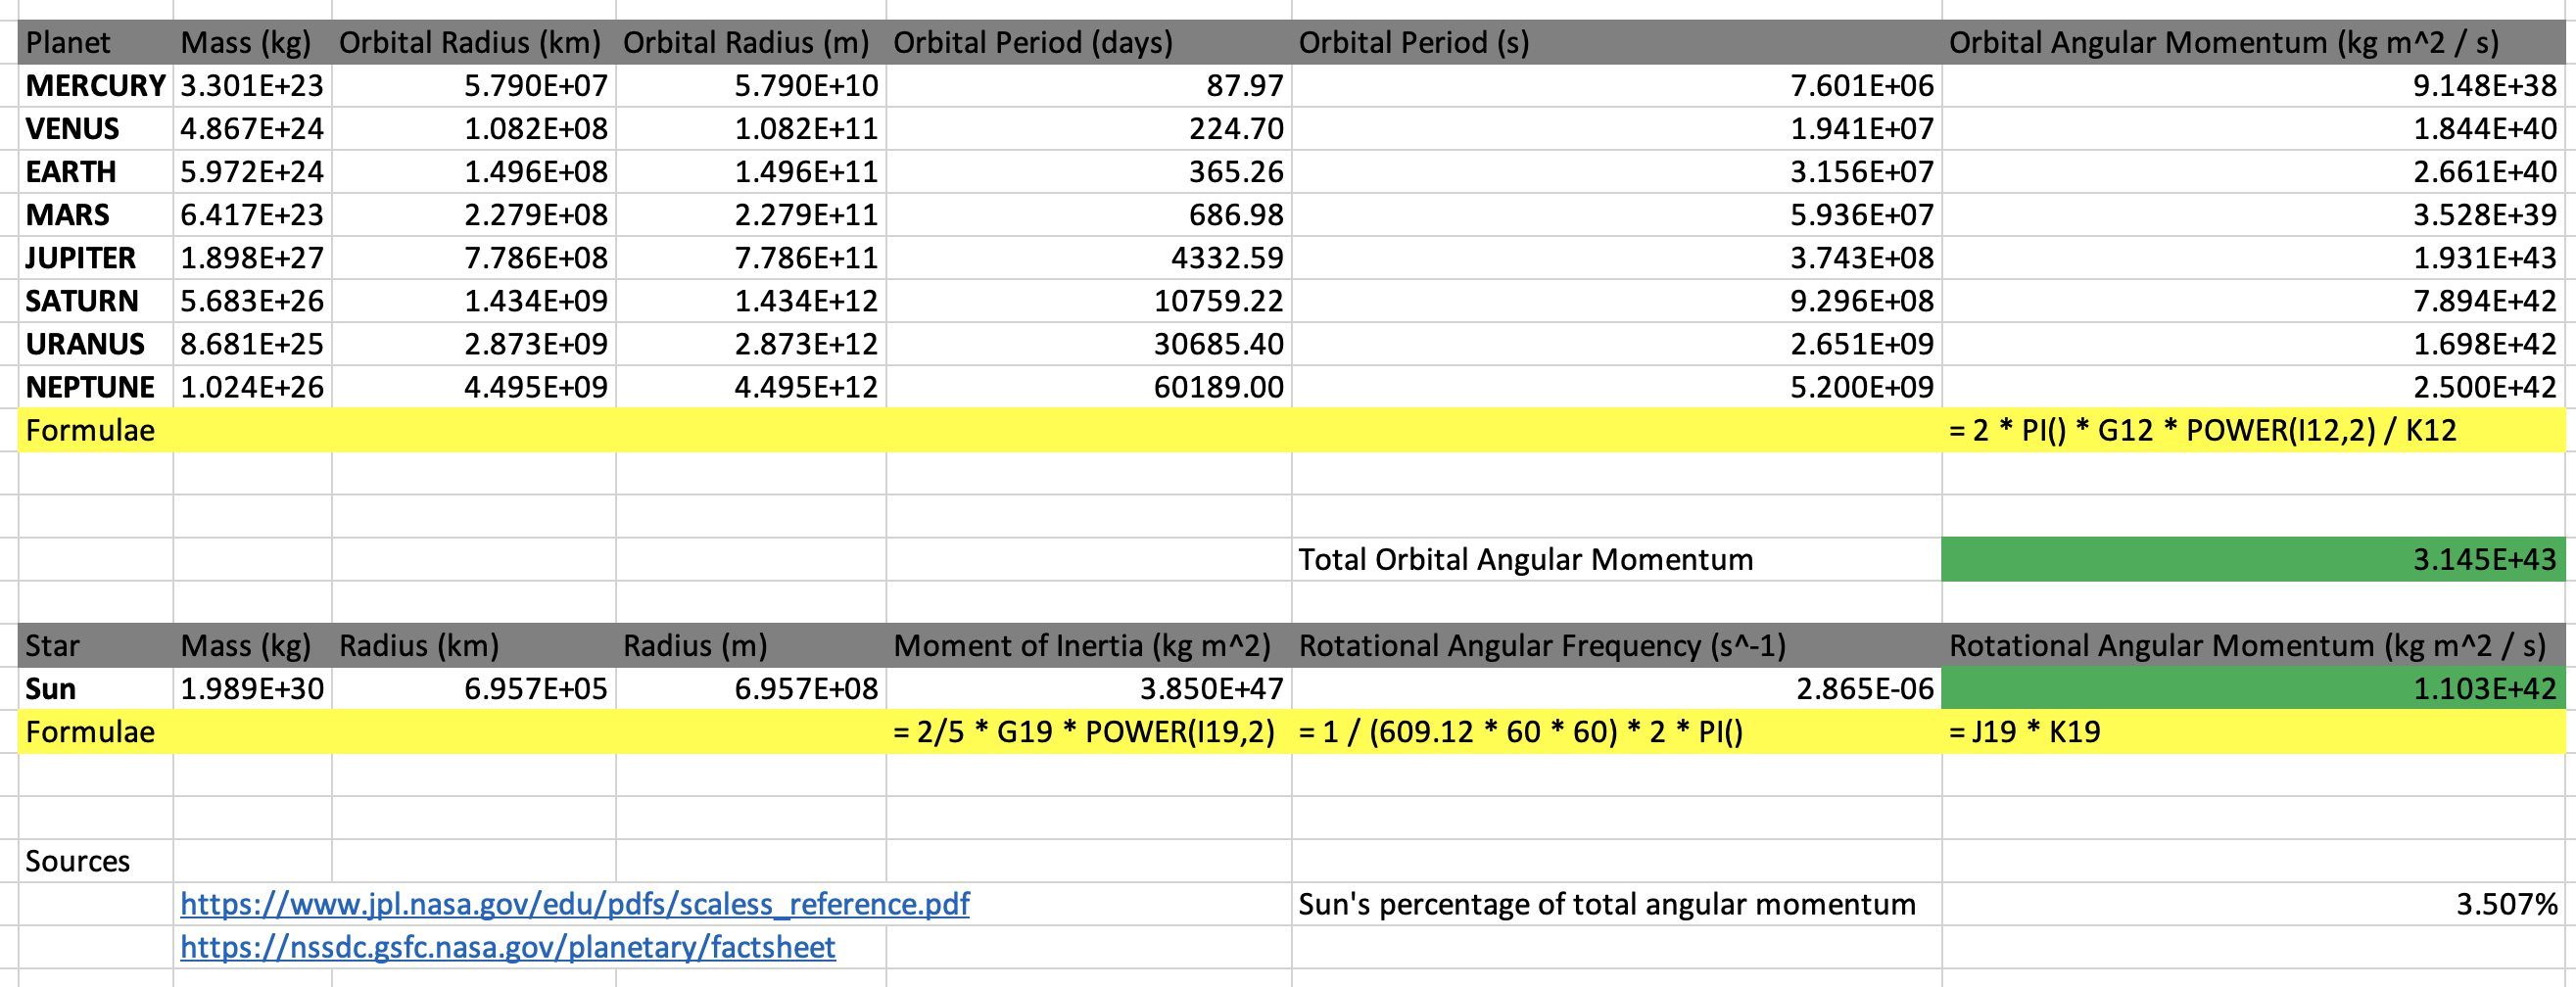 Planet Mass (kg) Orbital Radius (km) Orbital Radius (m) Orbital Period (days) Orbital Period (s) Orbital Angular Momentum (kg m^2 / s)
MERCURY 3.301E+23 5.790E+07 5.790E+10 87.97 7.601E+06 9.148E+38
VENUS 4.867E+24 1.082E+08 1.082E+11 224.70 1.941E+07 1.844E+40
EARTH 5.972E+24 1.496E+08 1.496E+11 365.26 3.156E+07 2.661E+40
MARS 6.417E+23 2.279E+08 2.279E+11 686.98 5.936E+07 3.528E+39
JUPITER 1.898E+27 7.786E+08 7.786E+11 4332.59 3.743E+08 1.931E+43
SATURN 5.683E+26 1.434E+09 1.434E+12 10759.22 9.296E+08 7.894E+42
URANUS 8.681E+25 2.873E+09 2.873E+12 30685.40 2.651E+09 1.698E+42
NEPTUNE 1.024E+26 4.495E+09 4.495E+12 60189.00 5.200E+09 2.500E+42
Formulae = 2 * PI() * G12 * POWER(I12,2) / K12
Total Orbital Angular Momentum 3.145E+43
Star Mass (kg) Radius (km) Radius (m) Moment of Inertia (kg m^2) Rotational Angular Frequency (s^-1) Rotational Angular Momentum (kg m^2 / s)
Sun 1.989E+30 6.957E+05 6.957E+08 3.850E+47 2.865E-06 1.103E+42
Formulae = 2/5 * G19 * POWER(I19,2) = 1 / (609.12 * 60 * 60) * 2 * PI() = J19 * K19
Sources
https://www.jpl.nasa.gov/edu/pdfs/scaless_reference.pdf Sun's percentage of total angular momentum 3.507%
https://nssdc.gsfc.nasa.gov/planetary/factsheet